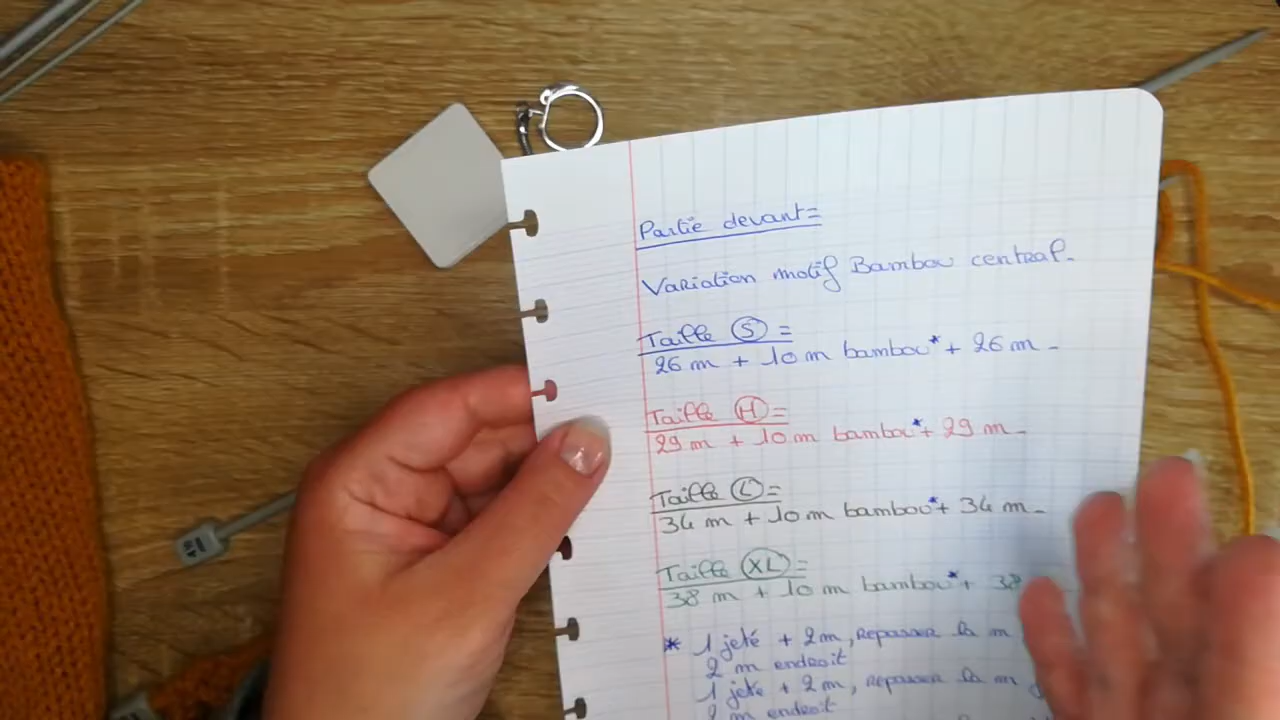 Partie devant =
Variation motif Bambou central.
Taille S =
26 m + 10 m bambou* + 26 m -
Taille M =
29 m + 10 m bambou* + 29 m -
Taille L =
34 m + 10 m bambou* + 34 m -
Taille XL =
38 m + 10 m bambou* + 38
* 1 jeté + 2 m, repasser la m
2 m endroit
1 jeté + 2 m, repasser la m
2 m endroit